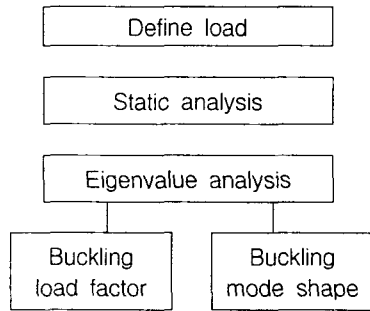 Define load
Static analysis
Eigenvalue analysis
Buckling
load factor
Buckling
mode shape